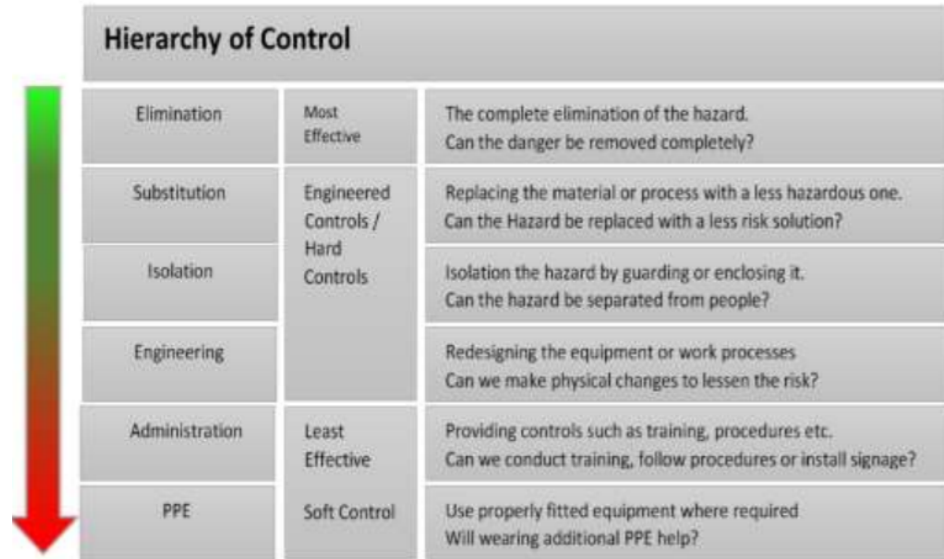 Hierarchy of Control
Elimination
Most
Effective
The complete elimination of the hazard.
Can the danger be removed completely?
Substitution
Engineered
Controls /
Hard
Controls
Replacing the material or process with a less hazardous one.
Can the Hazard be replaced with a less risk solution?
Isolation
Isolation the hazard by guarding or enclosing it.
Can the hazard be separated from people?
Engineering
Redesigning the equipment or work processes
Can we make physical changes to lessen the risk?
Administration
Least
Effective
Providing controls such as training, procedures etc.
Can we conduct training, follow procedures or install signage?
PPE
Soft Control
Use properly fitted equipment where required
Will wearing additional PPE help?